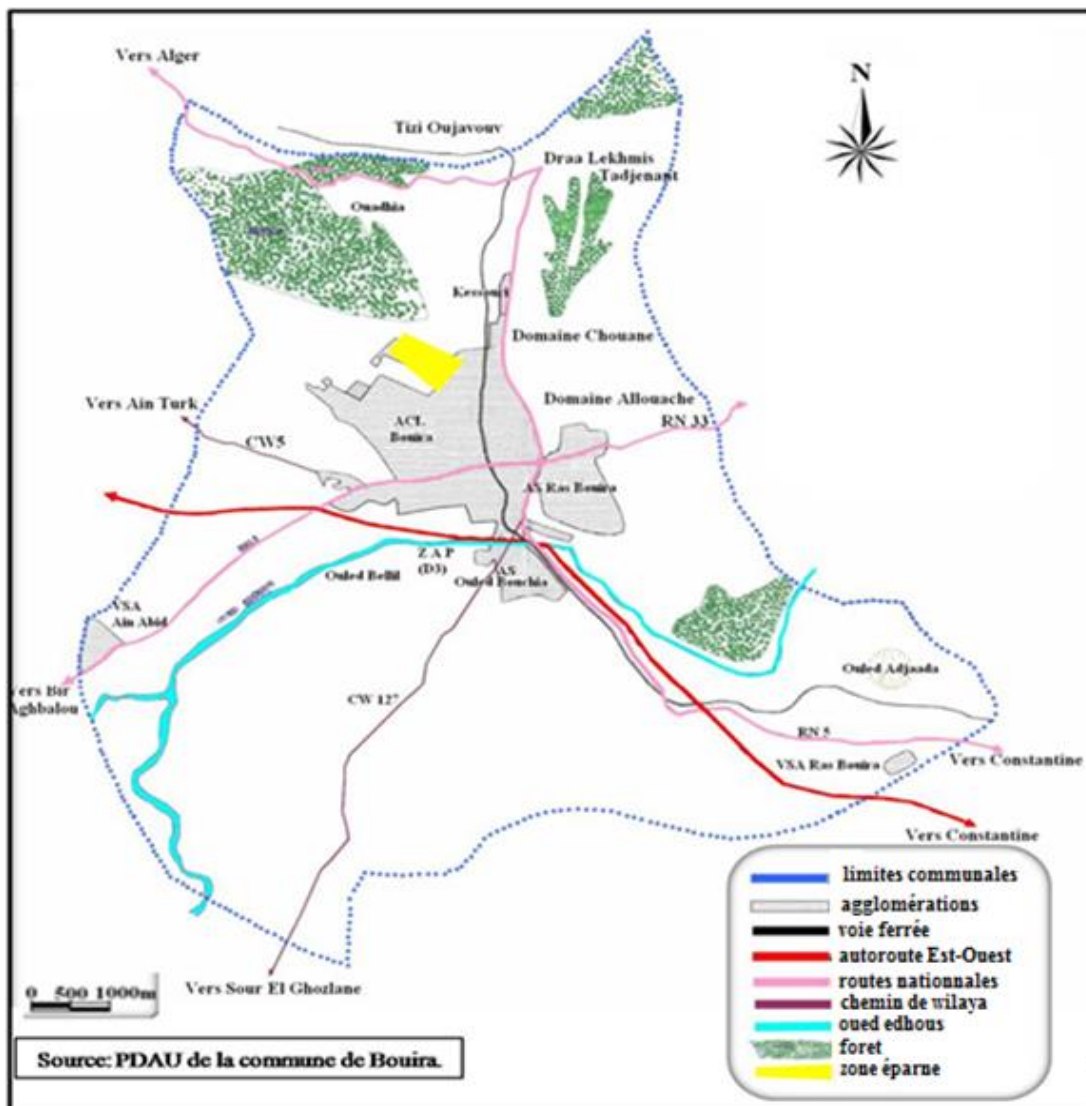 Vers Alger
N
Tizi Oujavouv
Draa Lekhmis
Tadjenant
Ouadhia
Kessouri
Domaine Chouane
Vers Ain Turk
Domaine Allouache
RN 33
CW5
ACL
Bouira
AS Ras Bouira
Z A P
(D3)
Ouled Bellil
AS
Ouled Bouchia
VSA
Ain Abid
Ouled Adjaada
Vers Bir
Aghbalou
CW 127
RN 5
VSA Ras Bouira
Vers Constantine
Vers Constantine
Vers Sour El Ghozlane
0 500 1000m
limites communales
agglomérations
voie ferrée
autoroute Est-Ouest
routes nationnales
chemin de wilaya
oued edhous
foret
zone éparne
Source: PDAU de la commune de Bouira.